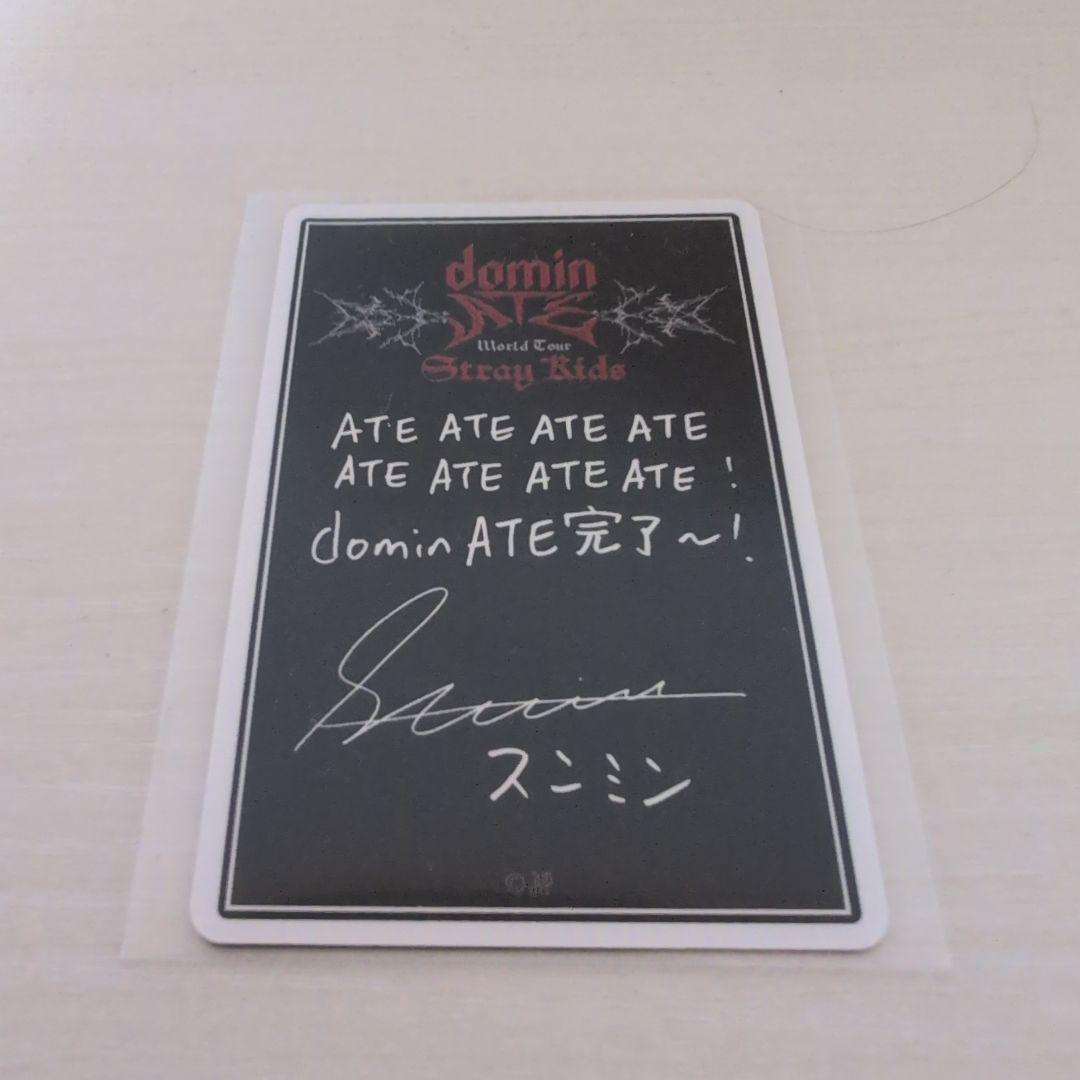 domin
ATE
World Tour
Stray Kids
ATE ATE ATE ATE
ATE ATE ATE ATE!
dominATE完了～!
Seungmin
スンミン